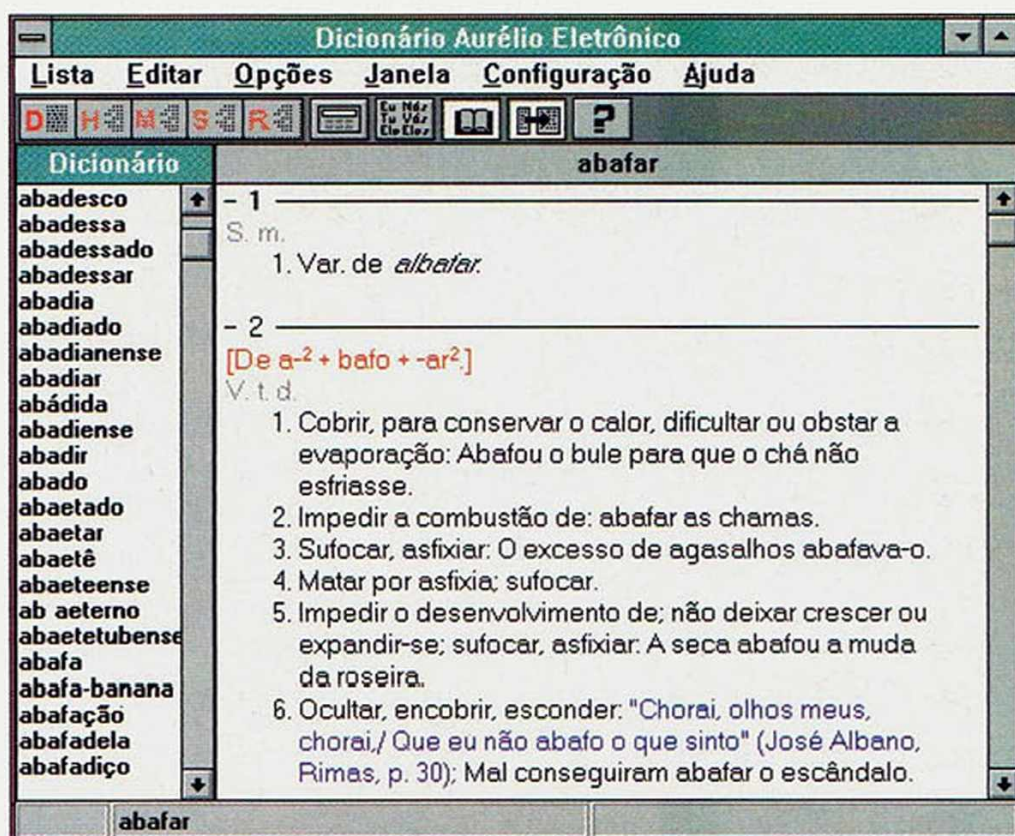 Dicionário Aurélio Eletrônico
Lista Editar Opções Janela Configuração Ajuda
D H M S R Eu Nós ?
Tu Vós
Ele Eles
Dicionário
abafar
abadesco
abadessa
abadessado
abadessar
abadia
abadiado
abadianense
abadiar
abádida
abadiense
abadir
abado
abaetado
abaetar
abaetê
abaeteense
ab aeterno
abaetetubense
abafa
abafa-banana
abafação
abafadela
abafadiço
- 1
S. m.
1. Var. de albafar.
- 2
[De a-² + bafo + -ar².]
V. t. d.
1. Cobrir, para conservar o calor, dificultar ou obstar a
evaporação: Abafou o bule para que o chá não
esfriasse.
2. Impedir a combustão de: abafar as chamas.
3. Sufocar, asfixiar: O excesso de agasalhos abafava-o.
4. Matar por asfixia; sufocar.
5. Impedir o desenvolvimento de; não deixar crescer ou
expandir-se; sufocar, asfixiar: A seca abafou a muda
da roseira.
6. Ocultar, encobrir, esconder: "Chorai, olhos meus,
chorai,/ Que eu não abafo o que sinto" (José Albano,
Rimas, p. 30); Mal conseguiram abafar o escândalo.
abafar